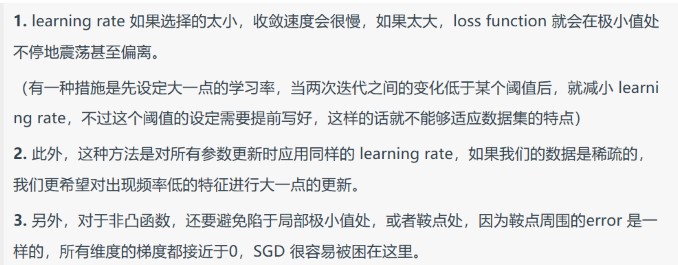 1. learning rate 如果选择的太小，收敛速度会很慢，如果太大，loss function 就会在极小值处
不停地震荡甚至偏离。
（有一种措施是先设定大一点的学习率，当两次迭代之间的变化低于某个阈值后，就减小 learni
ng rate，不过这个阈值的设定需要提前写好，这样的话就不能够适应数据集的特点）
2. 此外，这种方法是对所有参数更新时应用同样的 learning rate，如果我们的数据是稀疏的，
我们更希望对出现频率低的特征进行大一点的更新。
3. 另外，对于非凸函数，还要避免陷于局部极小值处，或者鞍点处，因为鞍点周围的error 是一
样的，所有维度的梯度都接近于0，SGD 很容易被困在这里。